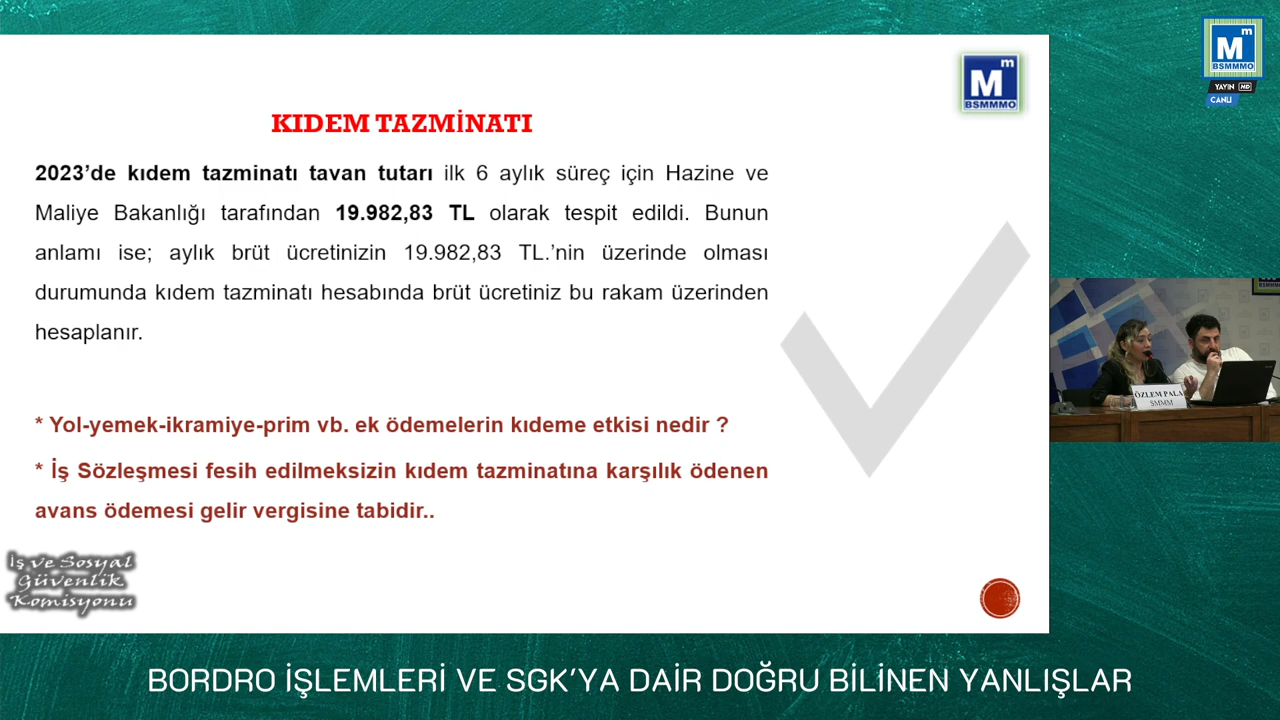 M m
BSMMMO
YAYIN HD
CANLI
M m
BSMMMO
KIDEM TAZMİNATI
2023’de kıdem tazminatı tavan tutarı ilk 6 aylık süreç için Hazine ve
Maliye Bakanlığı tarafından 19.982,83 TL olarak tespit edildi. Bunun
anlamı ise; aylık brüt ücretinizin 19.982,83 TL.’nin üzerinde olması
durumunda kıdem tazminatı hesabında brüt ücretiniz bu rakam üzerinden
hesaplanır.
* Yol-yemek-ikramiye-prim vb. ek ödemelerin kıdeme etkisi nedir ?
* İş Sözleşmesi fesih edilmeksizin kıdem tazminatına karşılık ödenen
avans ödemesi gelir vergisine tabidir..
BSMMMO
ÖZLEM PALA
SMMM
İş ve Sosyal
Güvenlik
Komisyonu
BORDRO İŞLEMLERİ VE SGK'YA DAİR DOĞRU BİLİNEN YANLIŞLAR